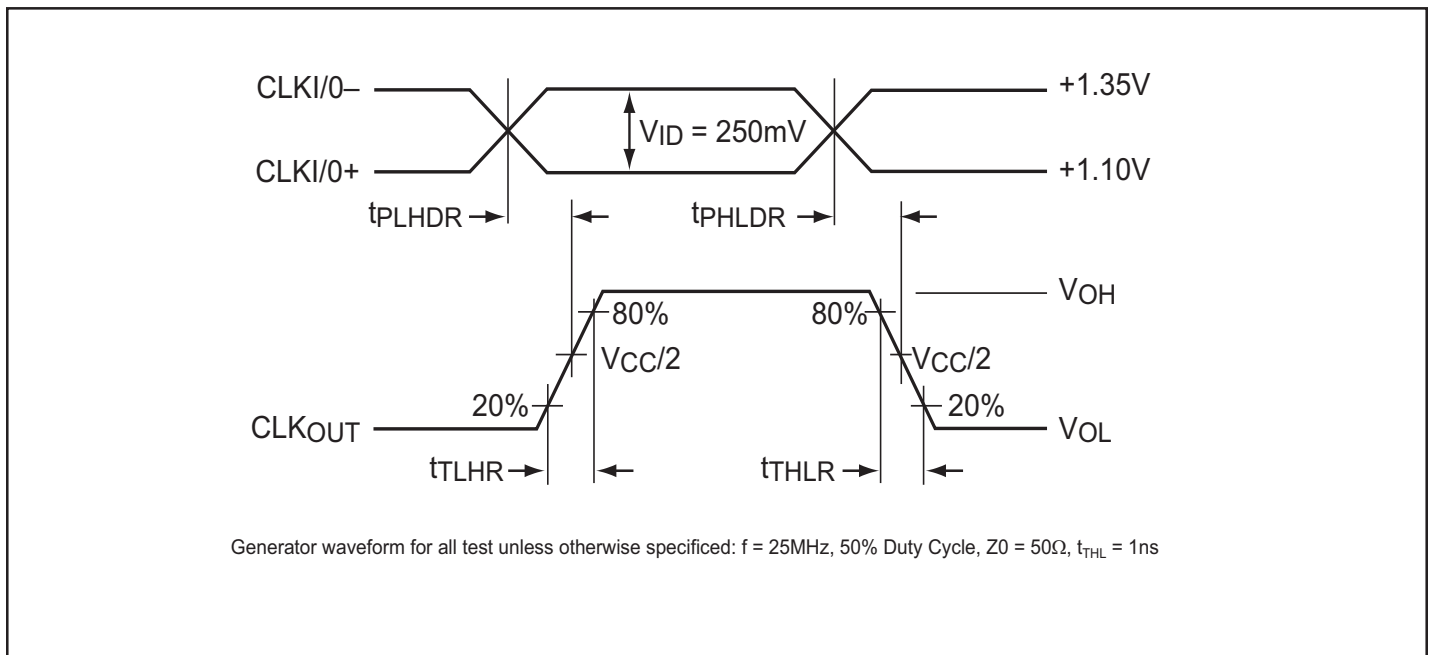 CLKI/0–
+1.35V
VID = 250mV
CLKI/0+
+1.10V
tPLHDR
tPHLDR
VOH
80%
80%
VCC/2
VCC/2
20%
20%
CLKOUT
VOL
tTLHR
tTHLR
Generator waveform for all test unless otherwise specificed: f = 25MHz, 50% Duty Cycle, Z0 = 50Ω, tTHL = 1ns